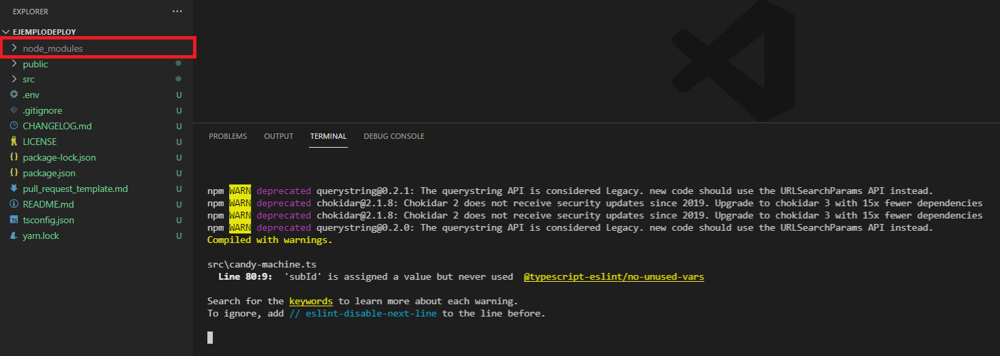 EXPLORER
EJEMPLODEPLOY
node_modules
public
src
.env U
.gitignore U
CHANGELOG.md U
LICENSE U
package-lock.json U
package.json U
pull_request_template.md U
README.md U
tsconfig.json U
yarn.lock U
PROBLEMS OUTPUT TERMINAL DEBUG CONSOLE
npm WARN deprecated querystring@0.2.1: The querystring API is considered Legacy. new code should use the URLSearchParams API instead.
npm WARN deprecated chokidar@2.1.8: Chokidar 2 does not receive security updates since 2019. Upgrade to chokidar 3 with 15x fewer dependencies
npm WARN deprecated chokidar@2.1.8: Chokidar 2 does not receive security updates since 2019. Upgrade to chokidar 3 with 15x fewer dependencies
npm WARN deprecated querystring@0.2.0: The querystring API is considered Legacy. new code should use the URLSearchParams API instead.
Compiled with warnings.
src\candy-machine.ts
Line 80:9: 'subId' is assigned a value but never used @typescript-eslint/no-unused-vars
Search for the keywords to learn more about each warning.
To ignore, add // eslint-disable-next-line to the line before.